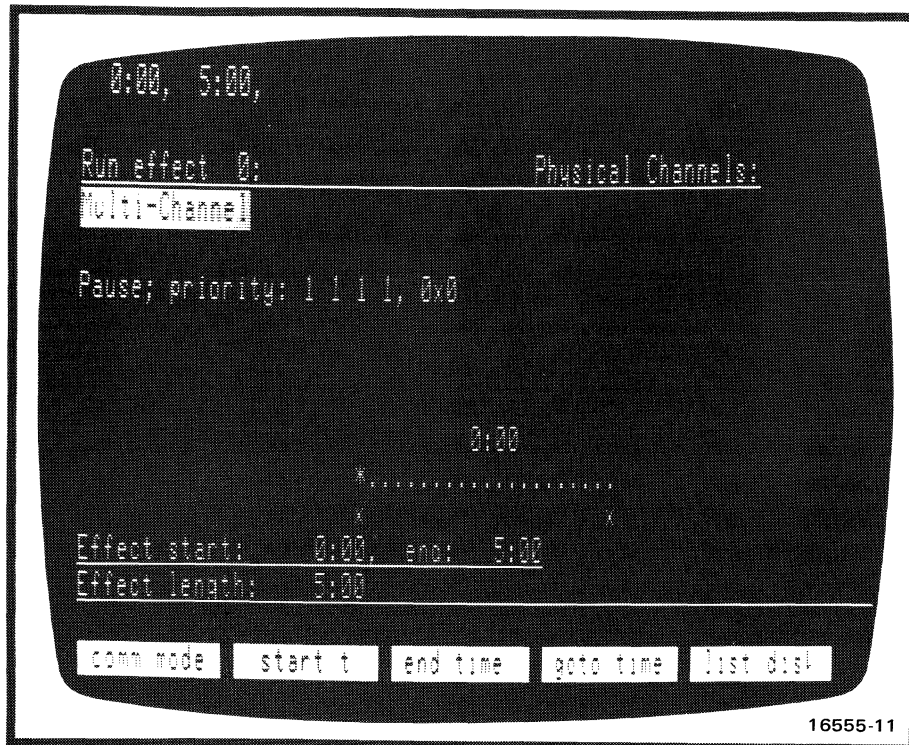 0:00, 5:00,
Run effect 0: Physical Channels:
Multi-Channel
Pause; priority: 1 1 1 1, 0x0
0:00
*....................
x x
Effect start: 0:00, end: 5:00
Effect length: 5:00
comm mode start t end time goto time list disk
16555-11